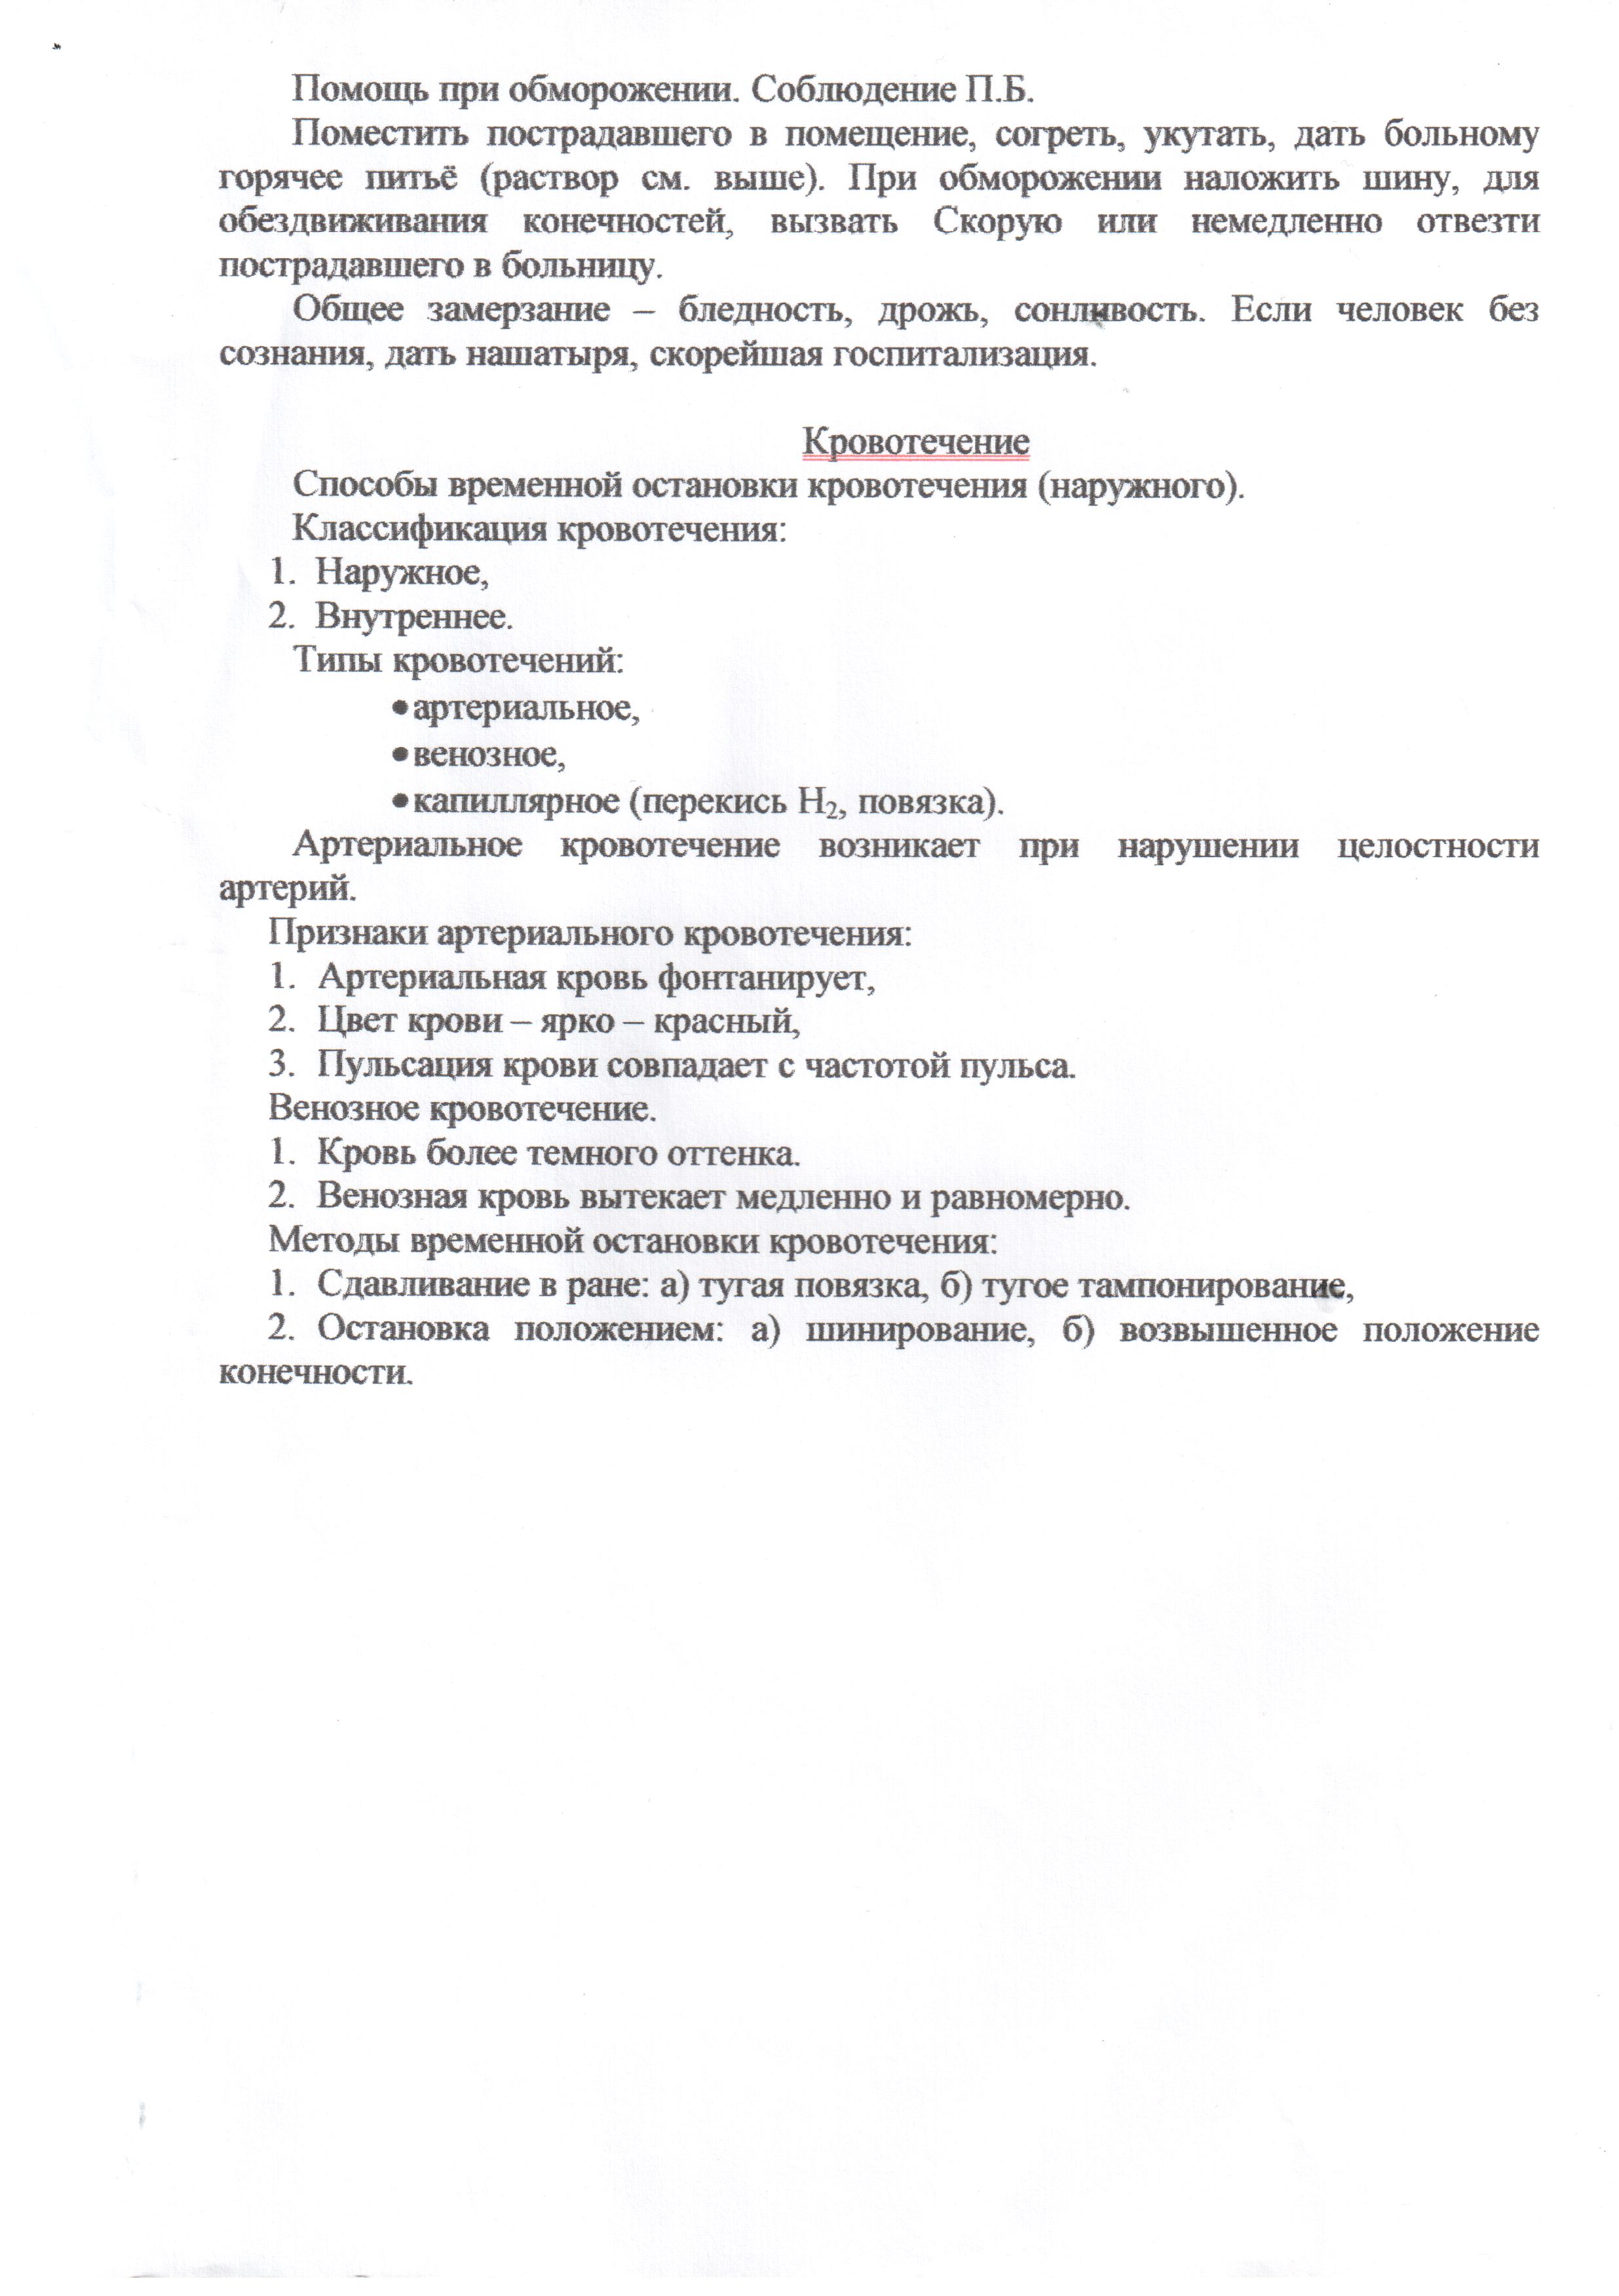 Помощь при обморожении. Соблюдение П.Б.
Поместить пострадавшего в помещение, согреть, укутать, дать больному
горячее питьё (раствор см. выше). При обморожении наложить шину, для
обездвиживания конечностей, вызвать Скорую или немедленно отвезти
пострадавшего в больницу.
Общее замерзание – бледность, дрожь, сонливость. Если человек без
сознания, дать нашатыря, скорейшая госпитализация.
Кровотечение
Способы временной остановки кровотечения (наружного).
Классификация кровотечения:
1. Наружное,
2. Внутреннее.
Типы кровотечений:
•артериальное,
•венозное,
•капиллярное (перекись H₂, повязка).
Артериальное кровотечение возникает при нарушении целостности
артерий.
Признаки артериального кровотечения:
1. Артериальная кровь фонтанирует,
2. Цвет крови – ярко – красный,
3. Пульсация крови совпадает с частотой пульса.
Венозное кровотечение.
1. Кровь более темного оттенка.
2. Венозная кровь вытекает медленно и равномерно.
Методы временной остановки кровотечения:
1. Сдавливание в ране: а) тугая повязка, б) тугое тампонирование,
2. Остановка положением: а) шинирование, б) возвышенное положение
конечности.